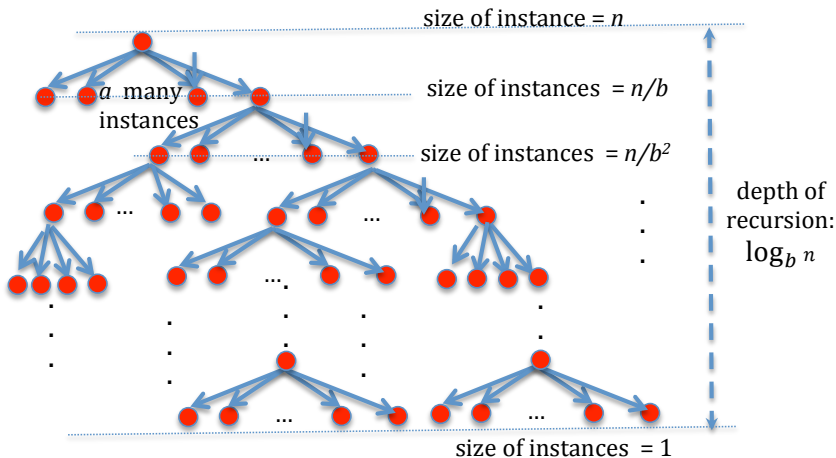 size of instance = n
size of instances = n/b
a many
instances
size of instances = n/b²
...
...
...
depth of
recursion:
log_b n
...
...
...
size of instances = 1